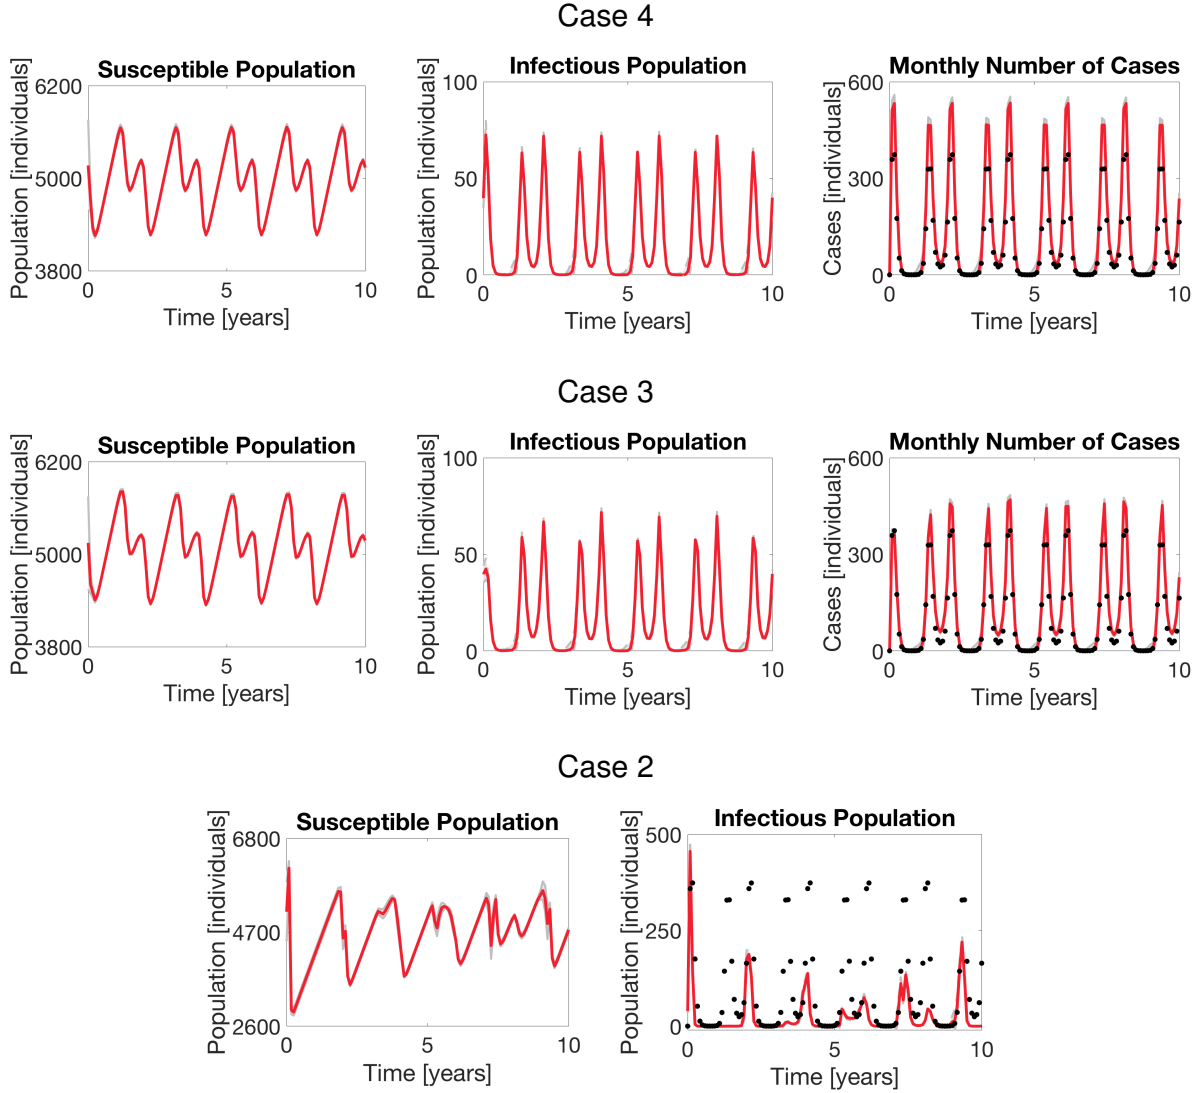 Case 4
Susceptible Population
Population [individuals]
6200
5000
3800
0
5
10
Time [years]
Infectious Population
Population [individuals]
100
50
0
0
5
10
Time [years]
Monthly Number of Cases
Cases [individuals]
600
300
0
0
5
10
Time [years]
Case 3
Susceptible Population
Population [individuals]
6200
5000
3800
0
5
10
Time [years]
Infectious Population
Population [individuals]
100
50
0
0
5
10
Time [years]
Monthly Number of Cases
Cases [individuals]
600
300
0
0
5
10
Time [years]
Case 2
Susceptible Population
Population [individuals]
6800
4700
2600
0
5
10
Time [years]
Infectious Population
Population [individuals]
500
250
0
0
5
10
Time [years]